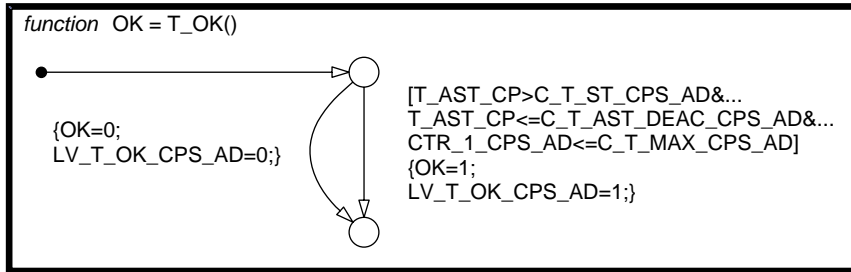 function OK = T_OK()
[T_AST_CP>C_T_ST_CPS_AD&...
T_AST_CP<=C_T_AST_DEAC_CPS_AD&...
CTR_1_CPS_AD<=C_T_MAX_CPS_AD]
{OK=1;
LV_T_OK_CPS_AD=1;}
{OK=0;
LV_T_OK_CPS_AD=0;}